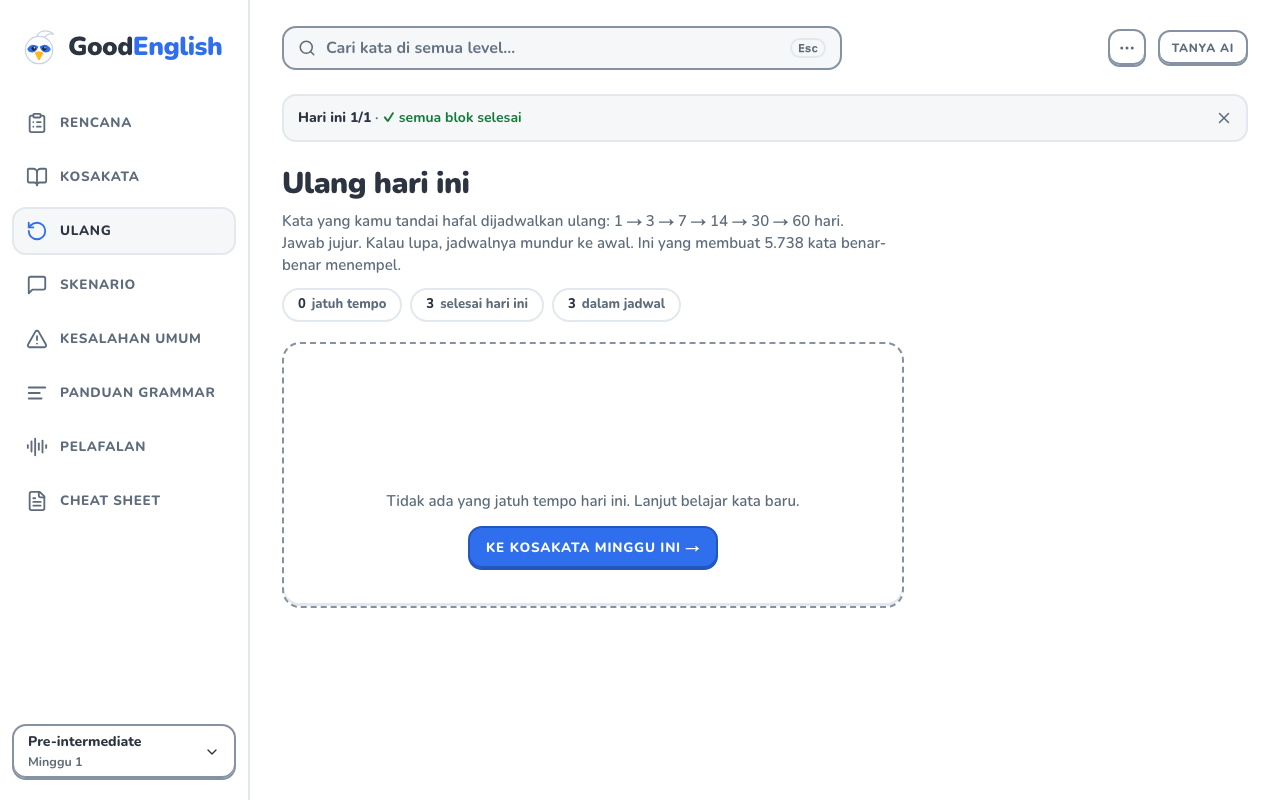 GoodEnglish
RENCANA
KOSAKATA
ULANG
SKENARIO
KESALAHAN UMUM
PANDUAN GRAMMAR
PELAFALAN
CHEAT SHEET
Pre-intermediate
Minggu 1
Cari kata di semua level...
Esc
TANYA AI
Hari ini 1/1 · ✓ semua blok selesai
Ulang hari ini
Kata yang kamu tandai hafal dijadwalkan ulang: 1 → 3 → 7 → 14 → 30 → 60 hari.
Jawab jujur. Kalau lupa, jadwalnya mundur ke awal. Ini yang membuat 5.738 kata benar-
benar menempel.
0 jatuh tempo
3 selesai hari ini
3 dalam jadwal
Tidak ada yang jatuh tempo hari ini. Lanjut belajar kata baru.
KE KOSAKATA MINGGU INI →